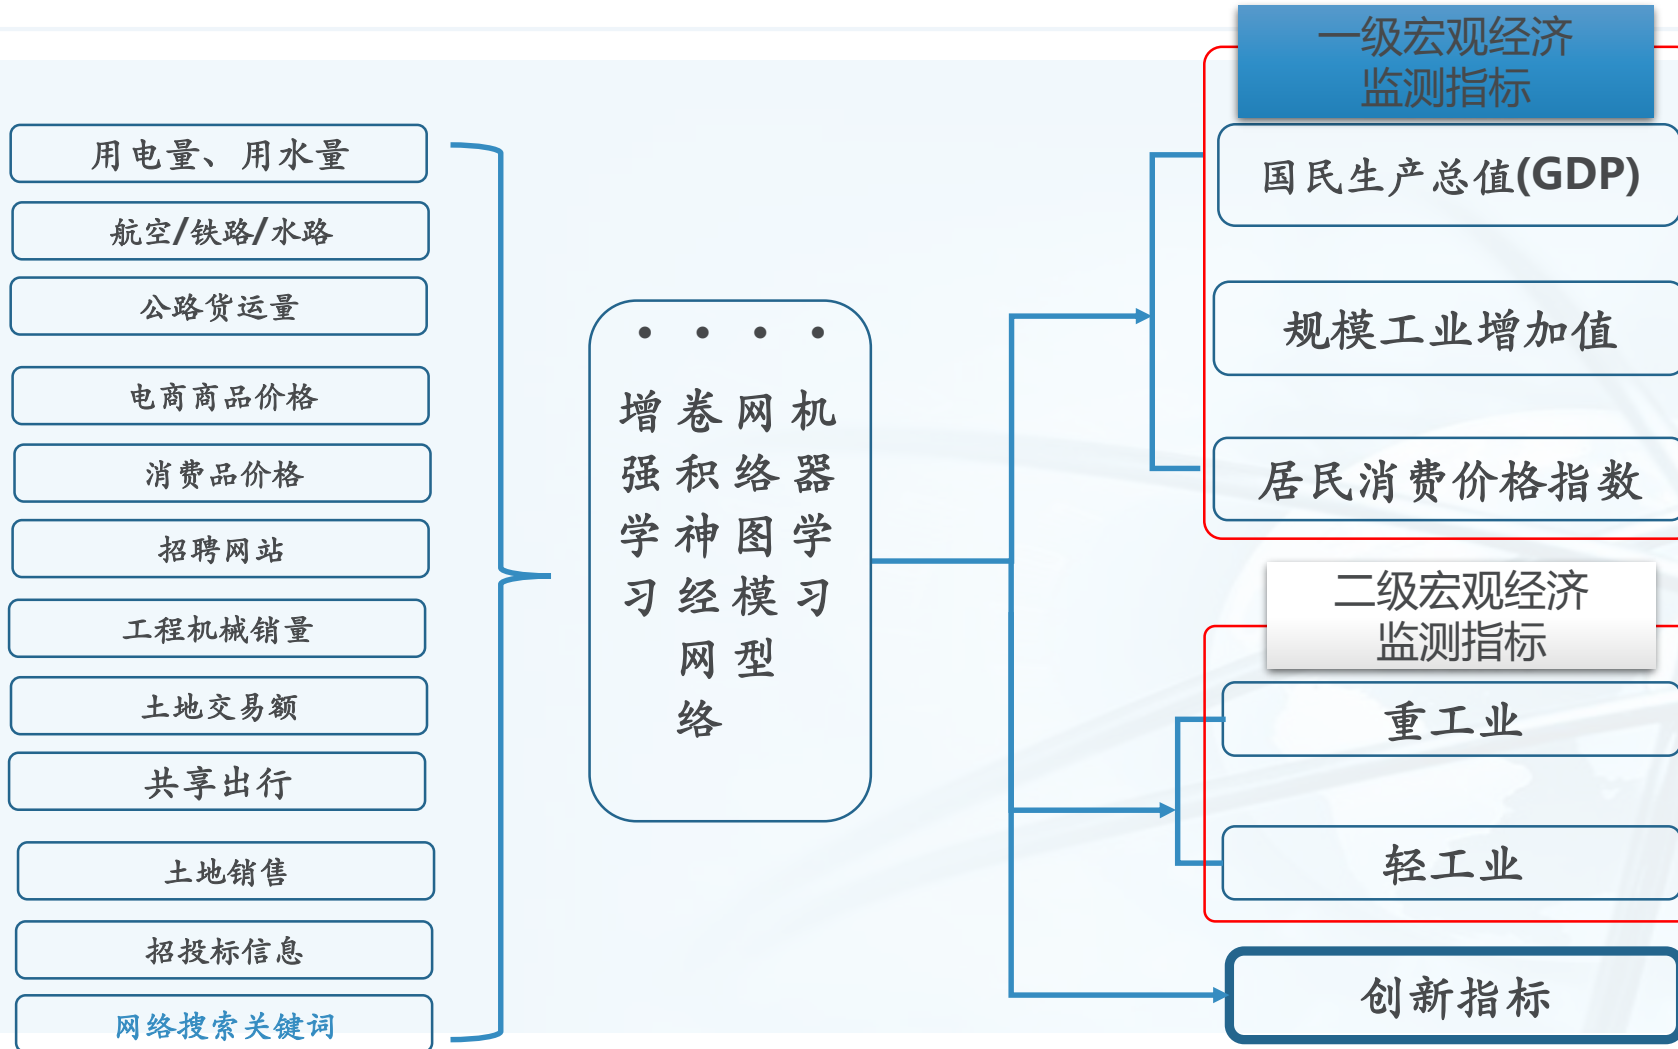 用电量、用水量
航空/铁路/水路
公路货运量
电商商品价格
消费品价格
招聘网站
工程机械销量
土地交易额
共享出行
土地销售
招投标信息
网络搜索关键词
• 机器学习
• 网络图模型
• 卷积神经网络
• 增强学习
一级宏观经济
监测指标
国民生产总值(GDP)
规模工业增加值
居民消费价格指数
二级宏观经济
监测指标
重工业
轻工业
创新指标